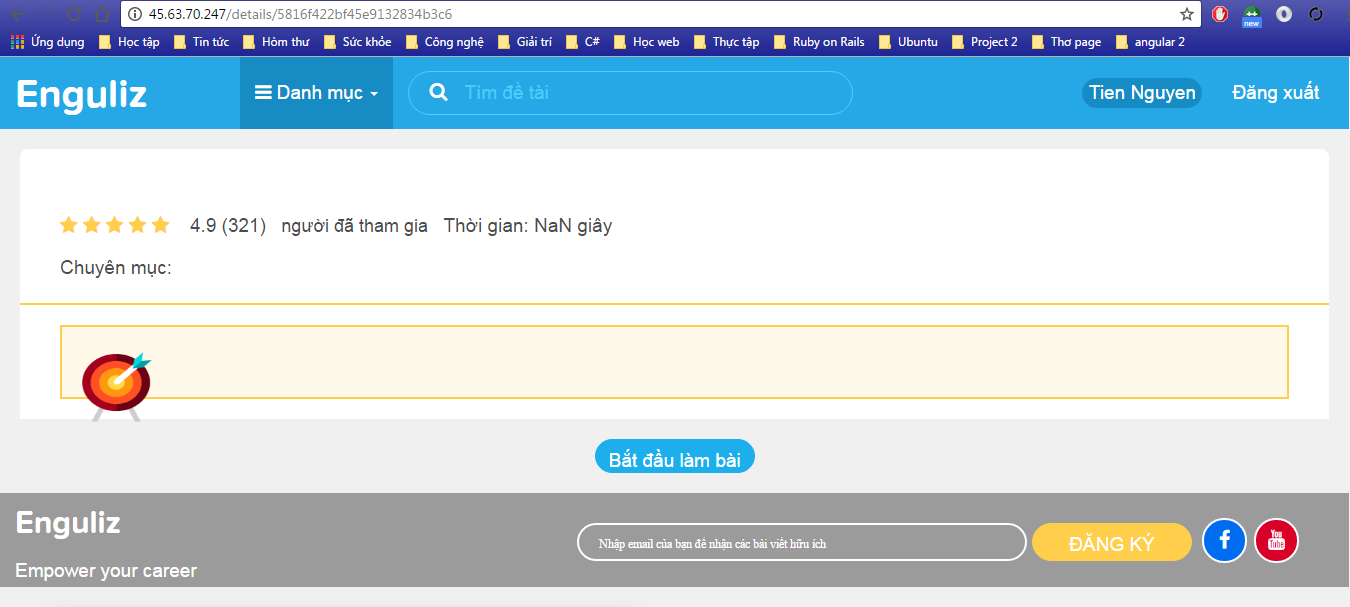 45.63.70.247/details/5816f422bf45e9132834b3c6
new
Ứng dụng Học tập Tin tức Hòm thư Sức khỏe Công nghệ Giải trí C# Học web Thực tập Ruby on Rails Ubuntu Project 2 Thơ page angular 2
Enguliz Danh mục Tìm đề tài Tien Nguyen Đăng xuất
4.9 (321) người đã tham gia Thời gian: NaN giây
Chuyên mục:
Bắt đầu làm bài
Enguliz
Nhập email của bạn để nhận các bài viết hữu ích ĐĂNG KÝ f You Tube
Empower your career